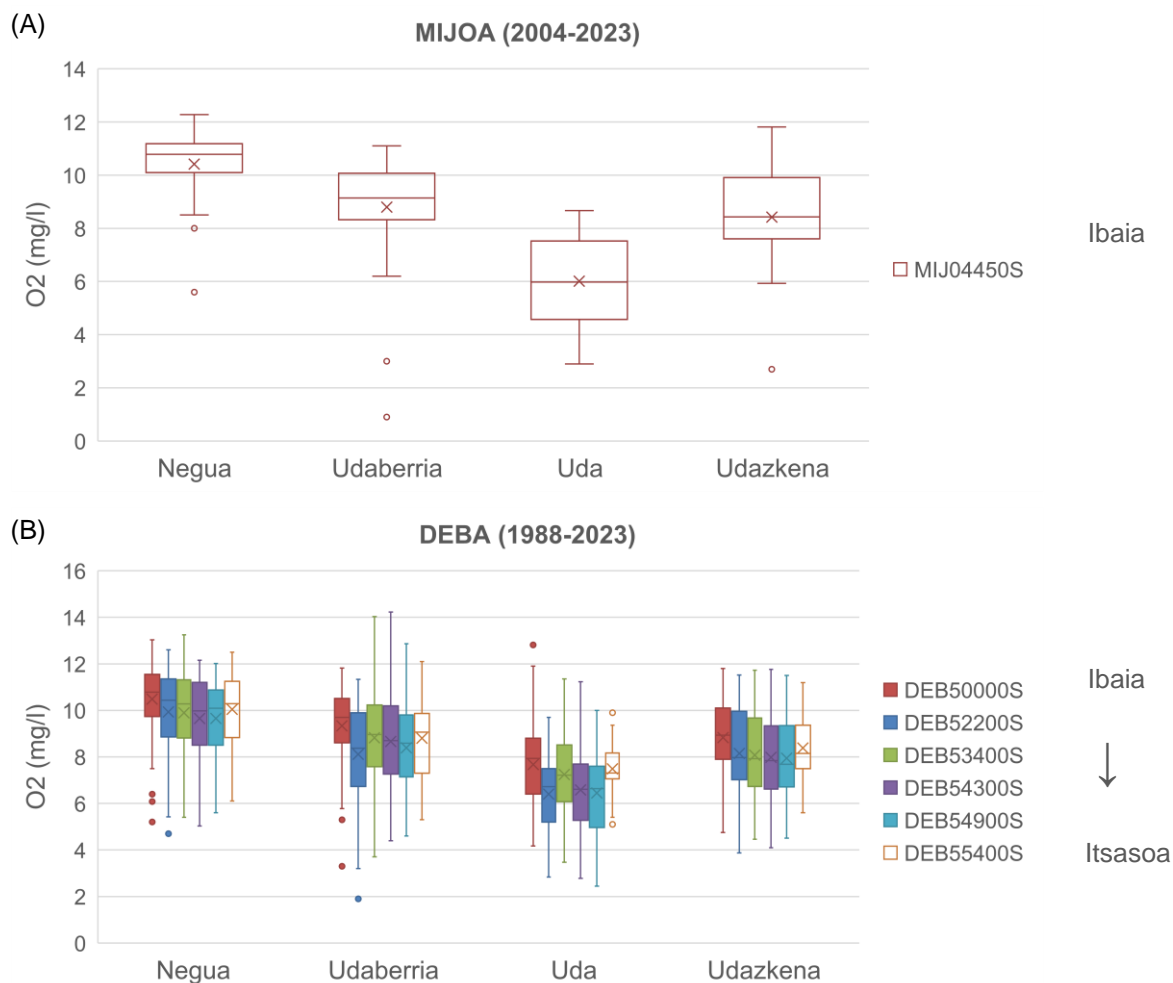 (A)
MIJOA (2004-2023)
O2 (mg/l)
14
12
10
8
6
4
2
0
Negua Udaberria Uda Udazkena
MIJ04450S
Ibaia
(B)
DEBA (1988-2023)
O2 (mg/l)
16
14
12
10
8
6
4
2
0
Negua Udaberria Uda Udazkena
DEB50000S
DEB52200S
DEB53400S
DEB54300S
DEB54900S
DEB55400S
Ibaia
↓
Itsasoa